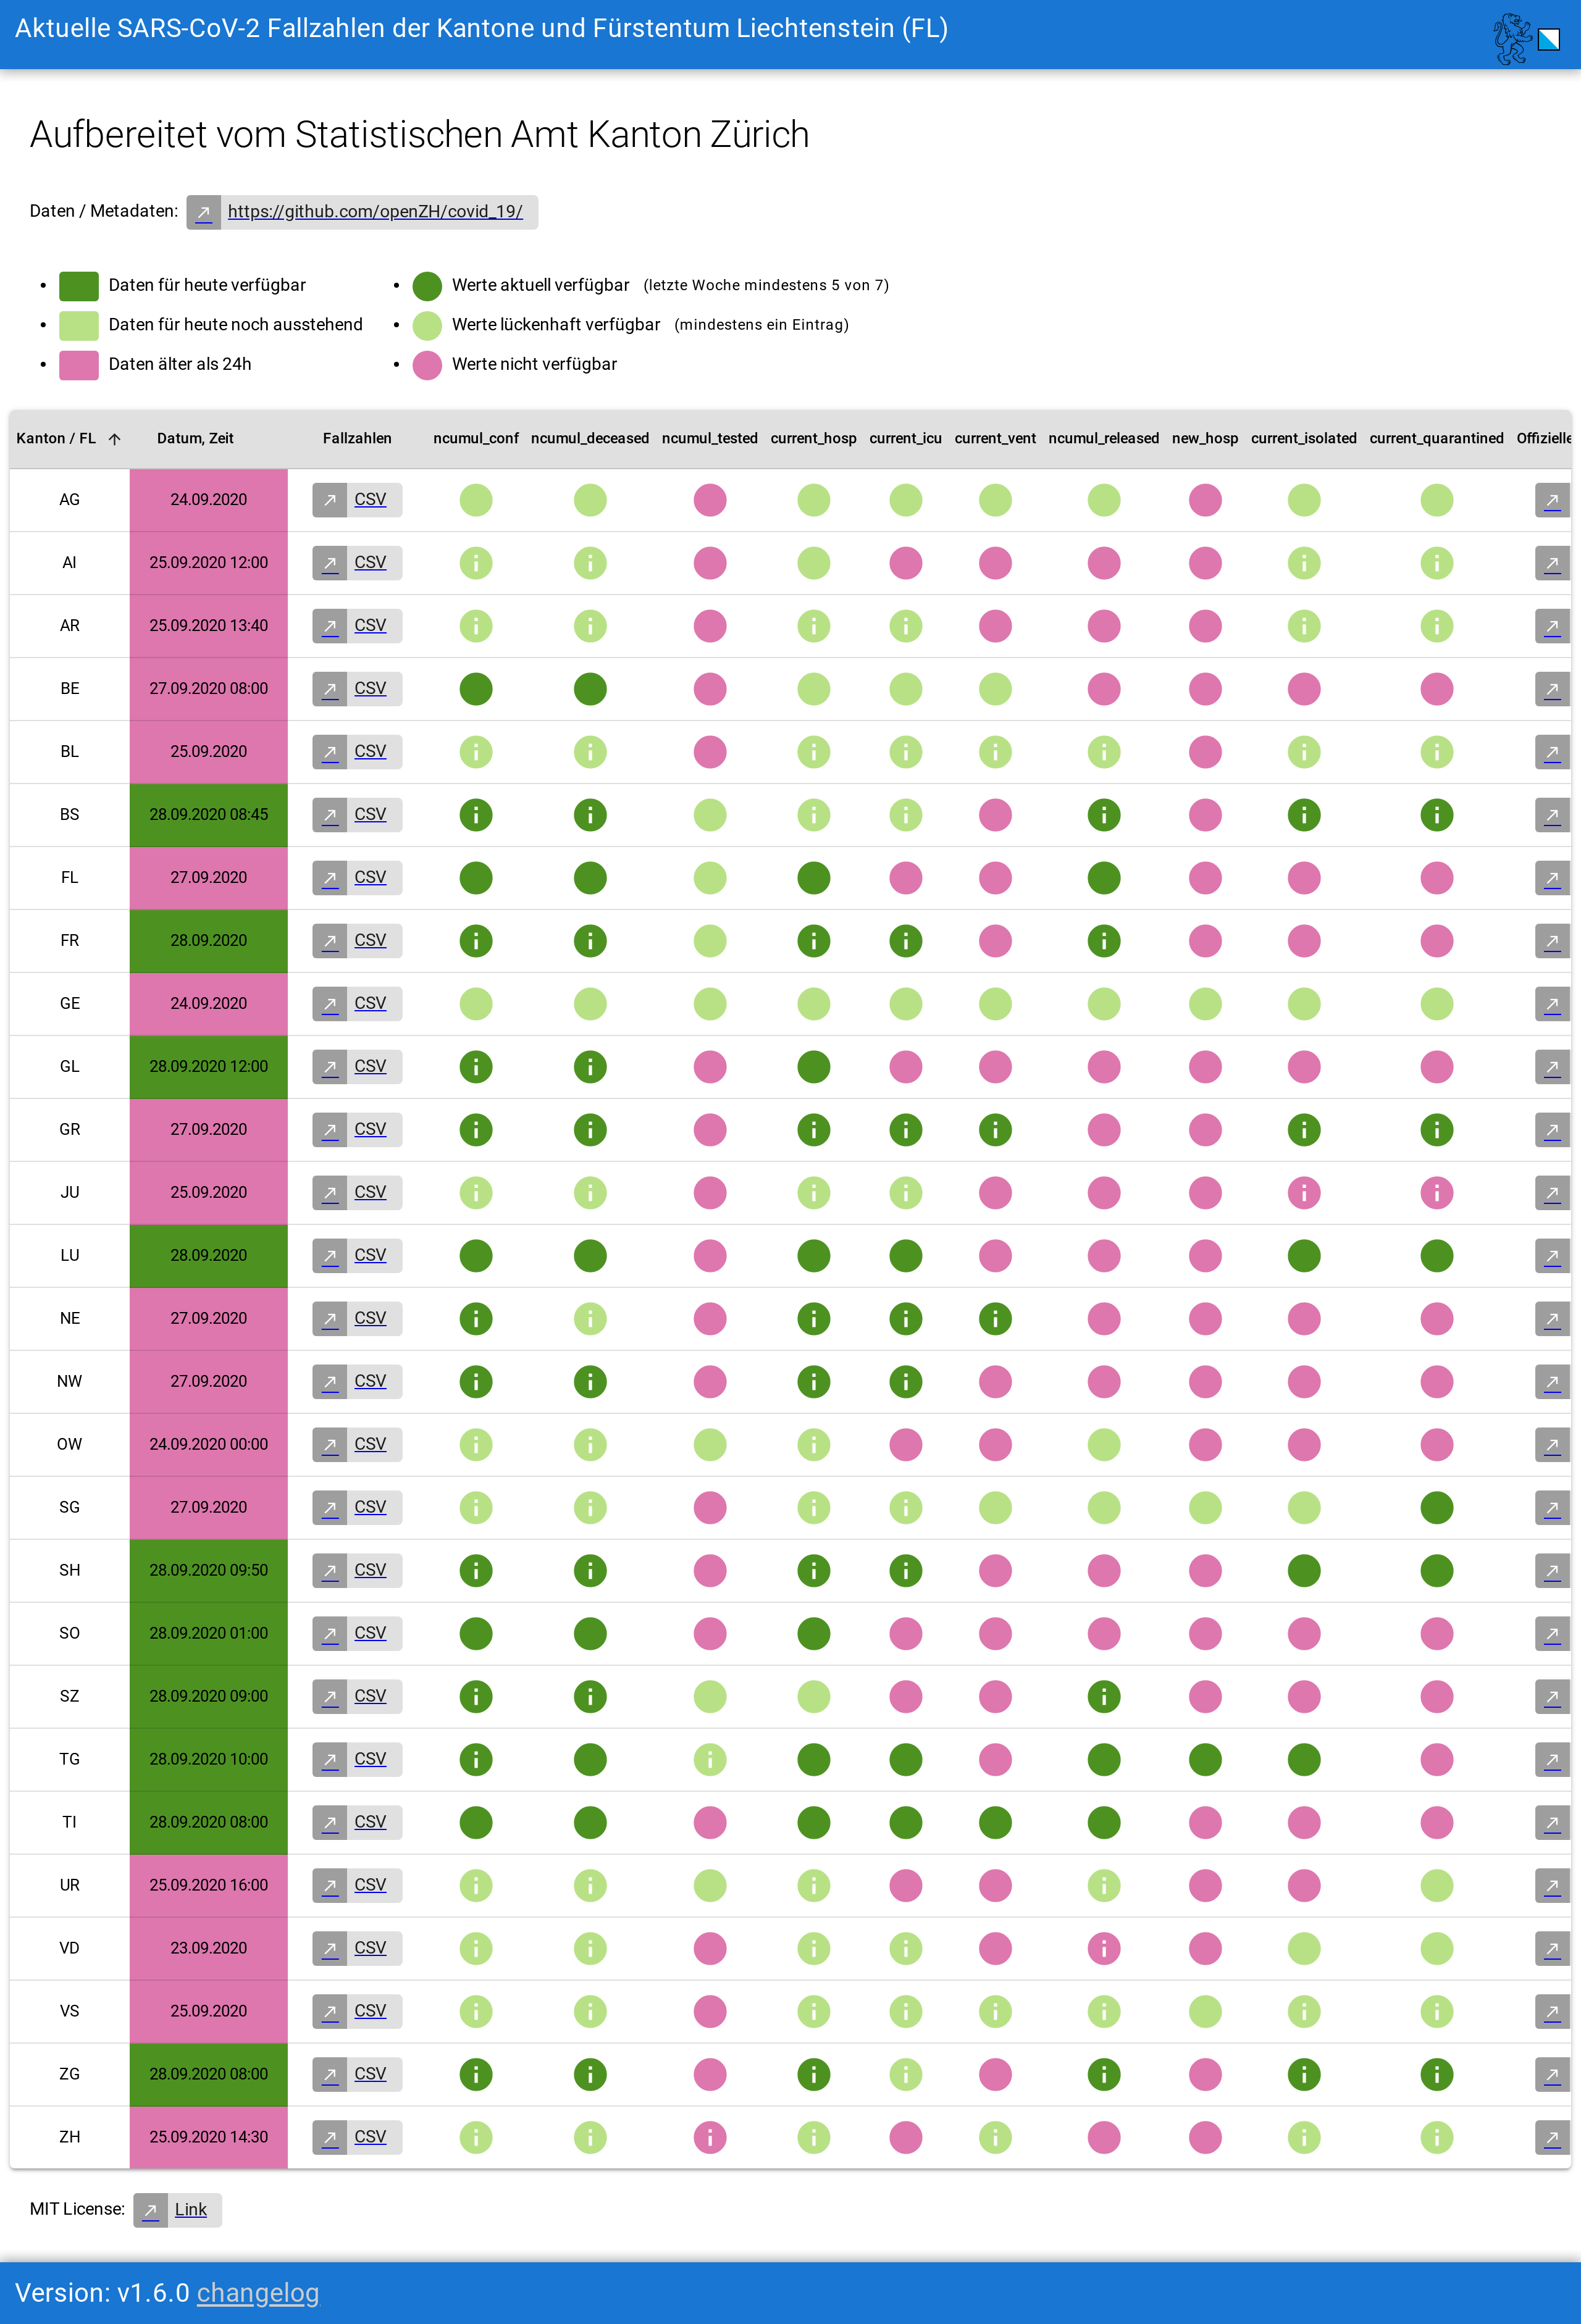 Aktuelle SARS-CoV-2 Fallzahlen der Kantone und Fürstentum Liechtenstein (FL)
Aufbereitet vom Statistischen Amt Kanton Zürich
Daten / Metadaten: https://github.com/openZH/covid_19/
Daten für heute verfügbar
Daten für heute noch ausstehend
Daten älter als 24h
Werte aktuell verfügbar (letzte Woche mindestens 5 von 7)
Werte lückenhaft verfügbar (mindestens ein Eintrag)
Werte nicht verfügbar
Kanton / FL Datum, Zeit Fallzahlen ncumul_conf ncumul_deceased ncumul_tested current_hosp current_icu current_vent ncumul_released new_hosp current_isolated current_quarantined Offizielle
AG 24.09.2020 CSV
AI 25.09.2020 12:00 CSV
AR 25.09.2020 13:40 CSV
BE 27.09.2020 08:00 CSV
BL 25.09.2020 CSV
BS 28.09.2020 08:45 CSV
FL 27.09.2020 CSV
FR 28.09.2020 CSV
GE 24.09.2020 CSV
GL 28.09.2020 12:00 CSV
GR 27.09.2020 CSV
JU 25.09.2020 CSV
LU 28.09.2020 CSV
NE 27.09.2020 CSV
NW 27.09.2020 CSV
OW 24.09.2020 00:00 CSV
SG 27.09.2020 CSV
SH 28.09.2020 09:50 CSV
SO 28.09.2020 01:00 CSV
SZ 28.09.2020 09:00 CSV
TG 28.09.2020 10:00 CSV
TI 28.09.2020 08:00 CSV
UR 25.09.2020 16:00 CSV
VD 23.09.2020 CSV
VS 25.09.2020 CSV
ZG 28.09.2020 08:00 CSV
ZH 25.09.2020 14:30 CSV
MIT License: Link
Version: v1.6.0 changelog